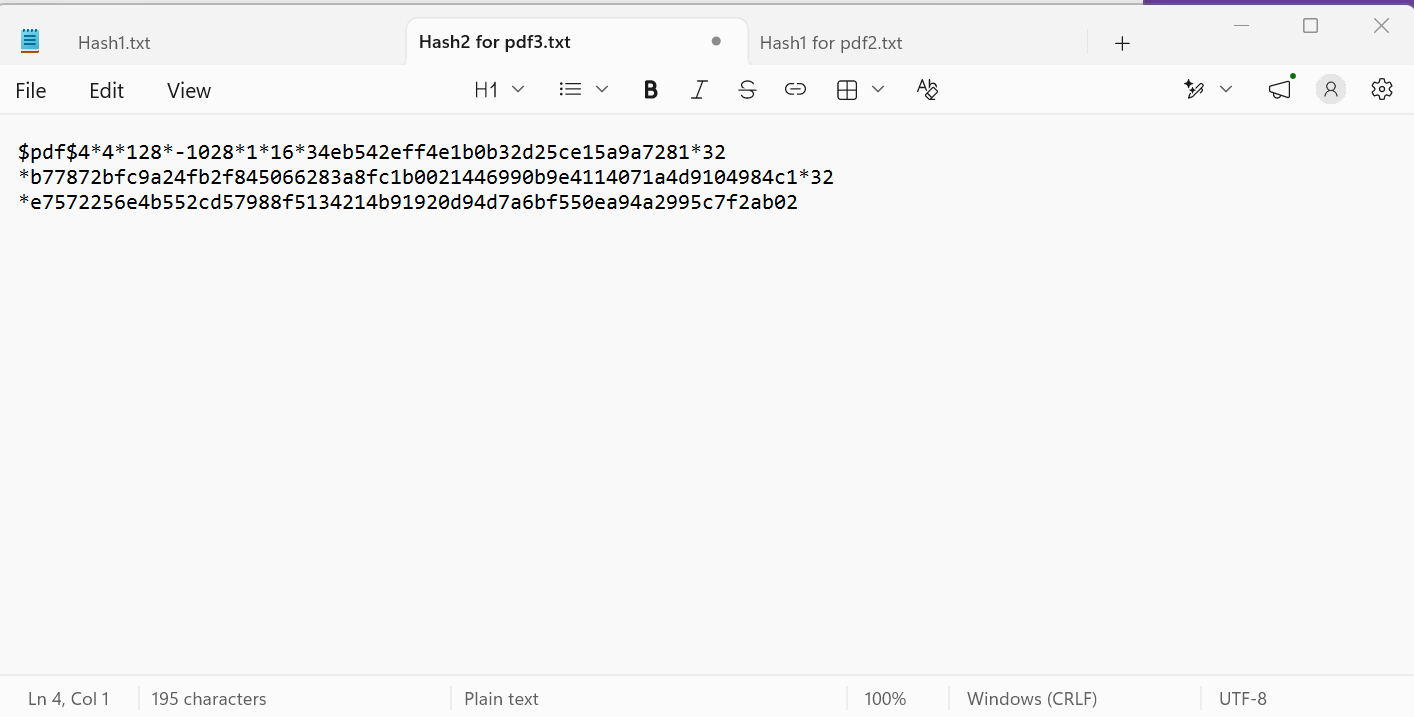 Hash1.txt
Hash2 for pdf3.txt
Hash1 for pdf2.txt
File
Edit
View
H1
B
I
S
$pdf$4*4*128*-1028*1*16*34eb542eff4e1b0b32d25ce15a9a7281*32
*b77872bfc9a24fb2f845066283a8fc1b0021446990b9e4114071a4d9104984c1*32
*e7572256e4b552cd57988f5134214b91920d94d7a6bf550ea94a2995c7f2ab02
Ln 4, Col 1
195 characters
Plain text
100%
Windows (CRLF)
UTF-8